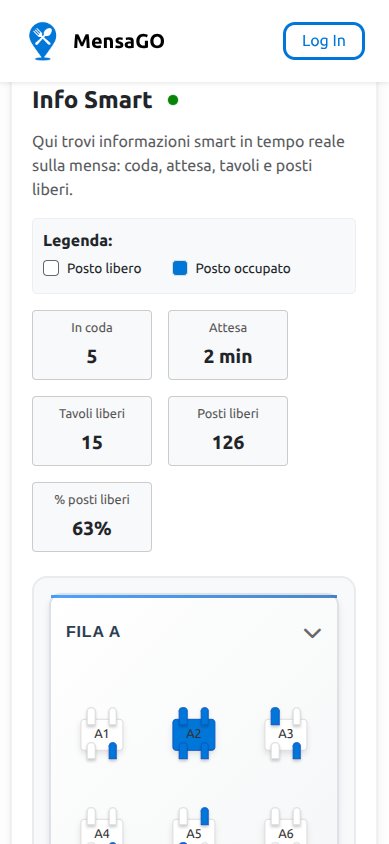 MensaGO
Log In
Info Smart
Qui trovi informazioni smart in tempo reale
sulla mensa: coda, attesa, tavoli e posti
liberi.
Legenda:
Posto libero
Posto occupato
In coda
5
Attesa
2 min
Tavoli liberi
15
Posti liberi
126
% posti liberi
63%
FILA A
A1
A2
A3
A4
A5
A6